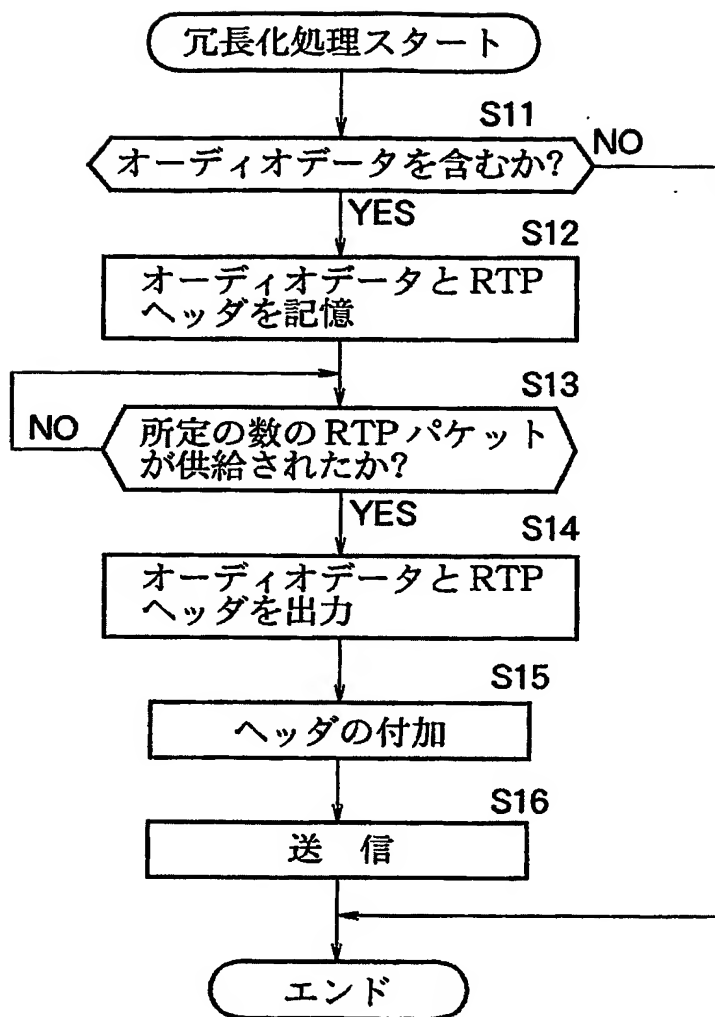 冗長化処理スタート
S11
オーディオデータを含むか?
NO
YES
S12
オーディオデータとRTP
ヘッダを記憶
S13
NO
所定の数のRTPパケット
が供給されたか?
YES
S14
オーディオデータとRTP
ヘッダを出力
S15
ヘッダの付加
S16
送 信
エンド